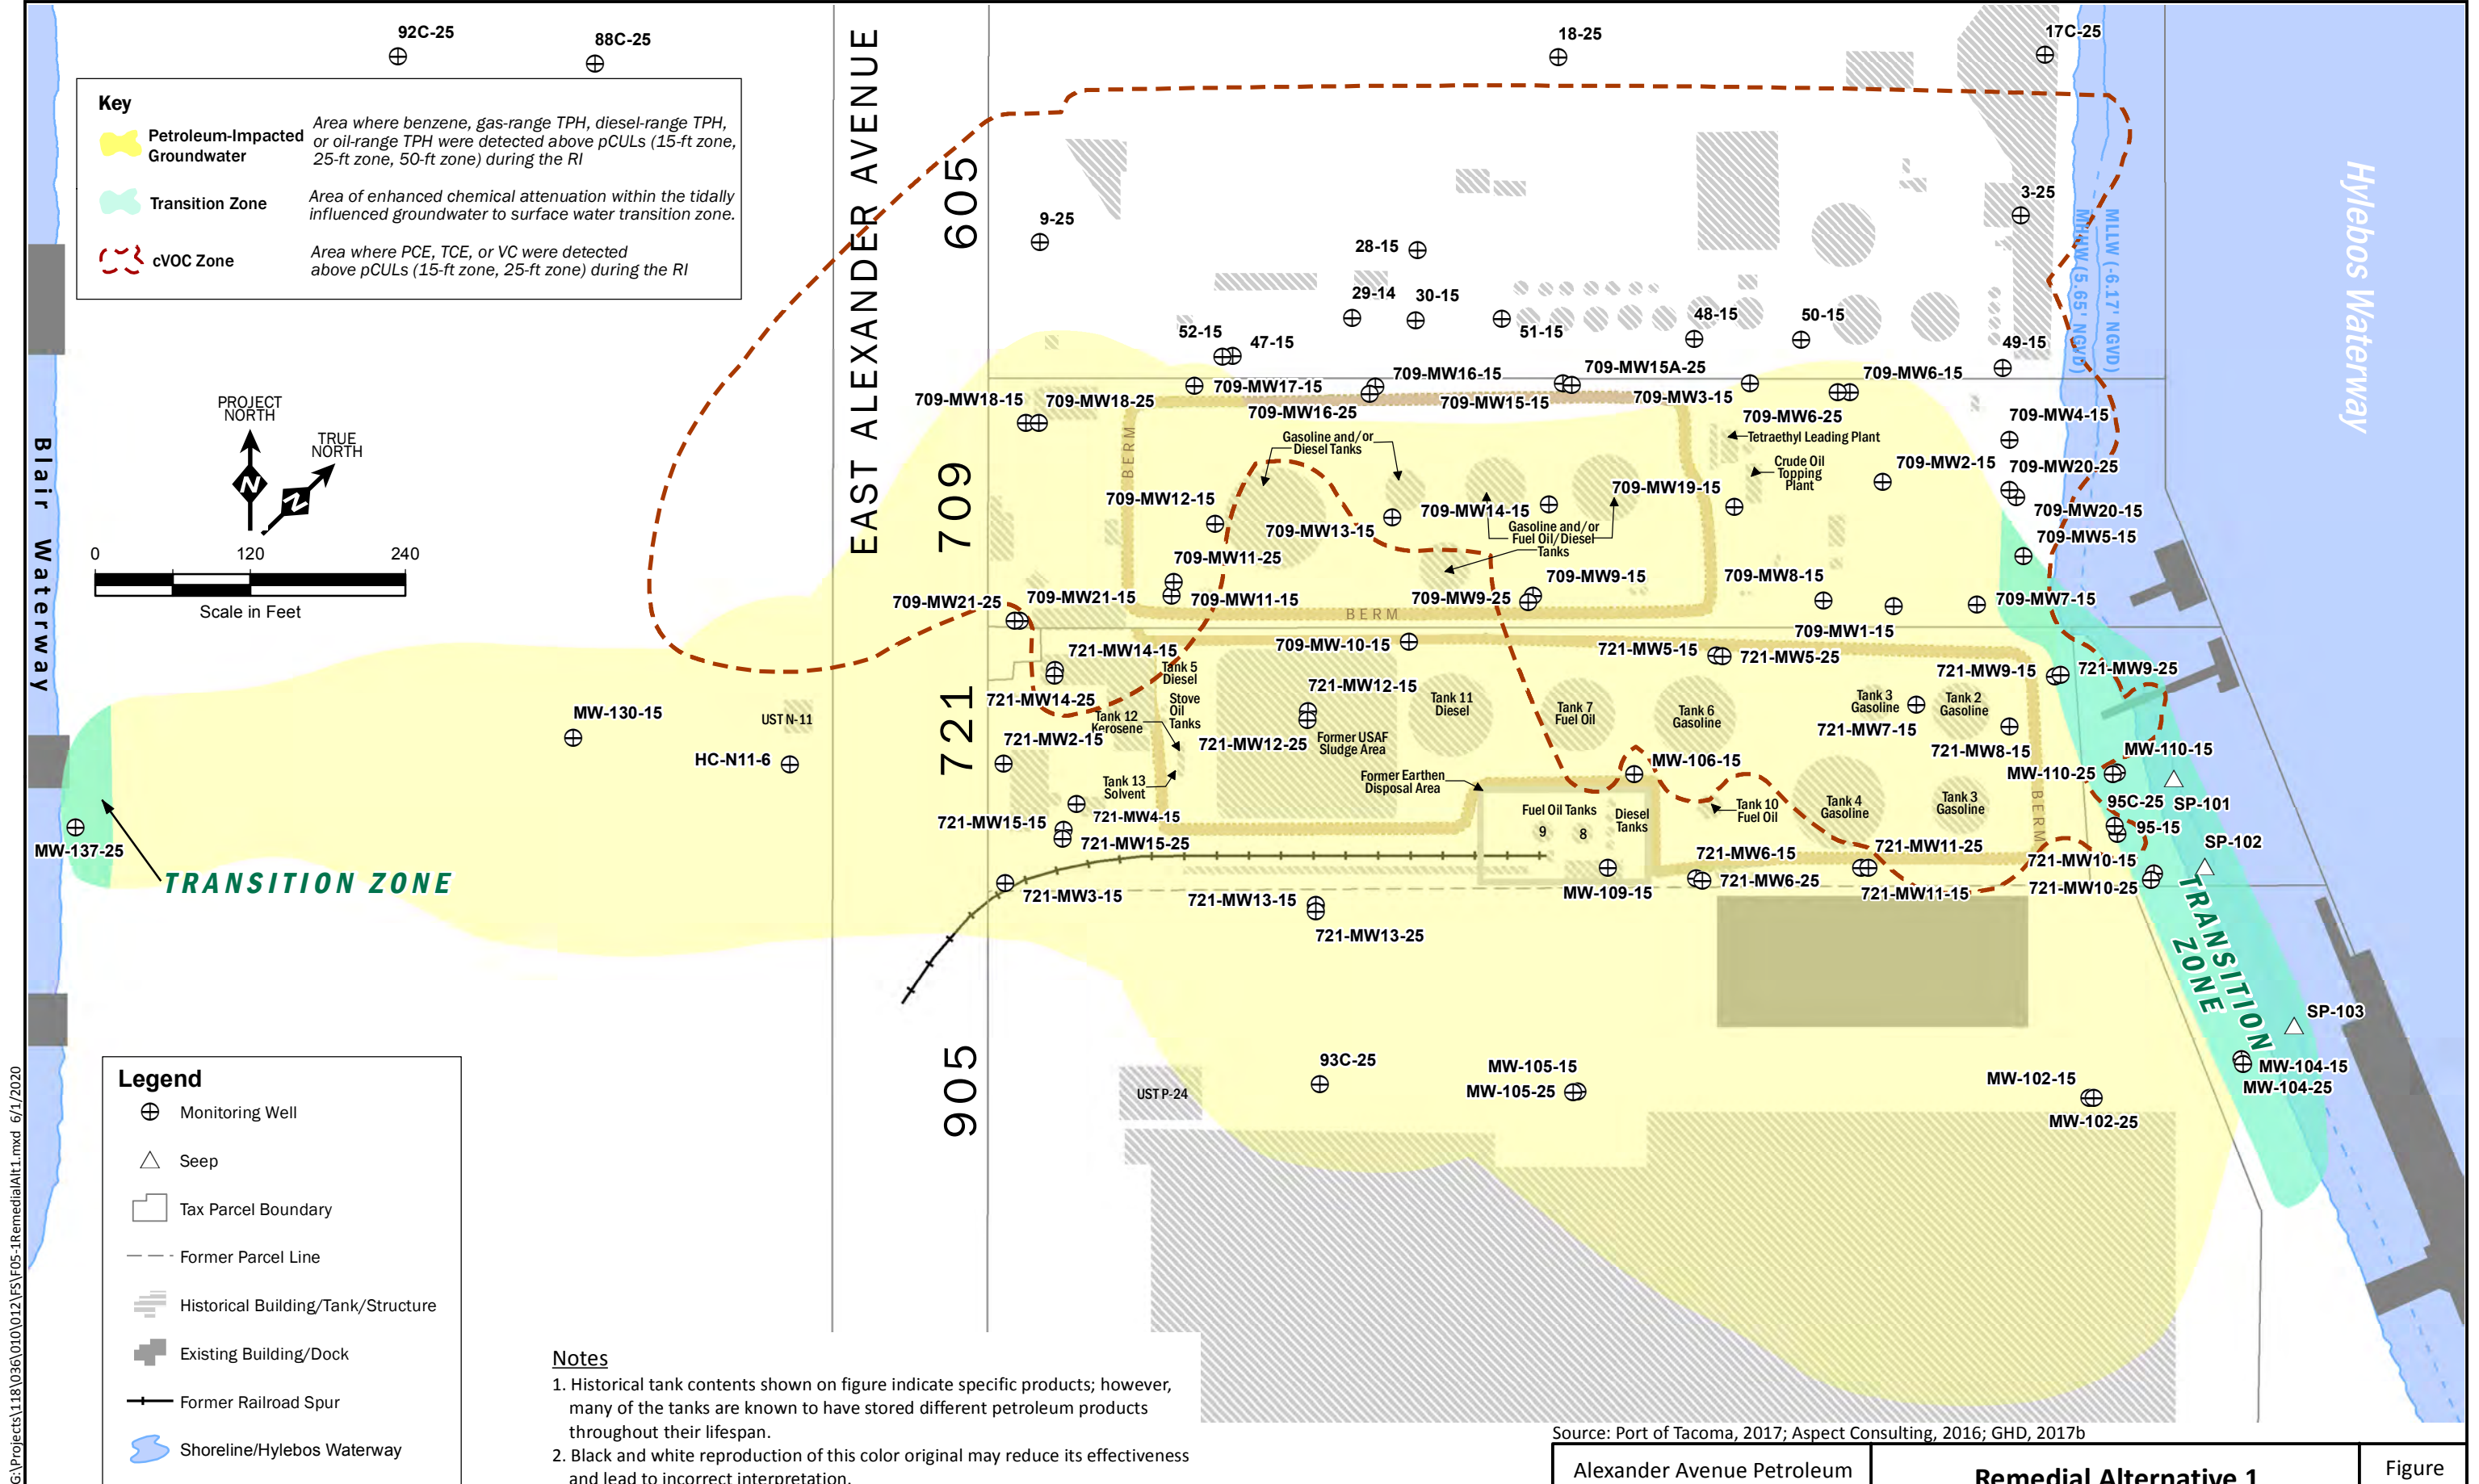 92C-25
88C-25
18-25
17C-25
Key
Petroleum-Impacted
Groundwater
Area where benzene, gas-range TPH, diesel-range TPH,
or oil-range TPH were detected above pCULs (15-ft zone,
25-ft zone, 50-ft zone) during the RI
Transition Zone
Area of enhanced chemical attenuation within the tidally
influenced groundwater to surface water transition zone.
cVOC Zone
Area where PCE, TCE, or VC were detected
above pCULs (15-ft zone, 25-ft zone) during the RI
EAST ALEXANDER AVENUE
605
709
721
905
Hylebos Waterway
MHHW (5.65' NGVD)
MLLW (-6.17' NGVD)
3-25
9-25
28-15
29-14
30-15
51-15
48-15
50-15
49-15
52-15
47-15
709-MW17-15
709-MW16-15
709-MW15A-25
709-MW6-15
709-MW18-15
709-MW18-25
709-MW16-25
709-MW15-15
709-MW3-15
709-MW6-25
709-MW4-15
PROJECT
NORTH
TRUE
NORTH
N
N
0
120
240
Scale in Feet
Blair Waterway
BERM
Gasoline and/or
Diesel Tanks
Tetraethyl Leading Plant
Crude Oil
Topping
Plant
709-MW2-15
709-MW20-25
709-MW12-15
709-MW13-15
709-MW14-15
709-MW19-15
709-MW20-15
Gasoline and/or
Fuel Oil/Diesel
Tanks
709-MW5-15
709-MW11-25
709-MW9-15
709-MW8-15
709-MW21-25
709-MW21-15
709-MW11-15
709-MW9-25
709-MW7-15
BERM
709-MW1-15
721-MW14-15
709-MW-10-15
721-MW5-15
721-MW5-25
721-MW9-15
721-MW9-25
Tank 5
Diesel
721-MW14-25
Stove
Oil
Tanks
721-MW12-15
Tank 11
Diesel
Tank 7
Fuel Oil
Tank 6
Gasoline
Tank 3
Gasoline
Tank 2
Gasoline
MW-130-15
UST N-11
Tank 12
Kerosene
721-MW2-15
721-MW12-25
Former USAF
Sludge Area
721-MW7-15
721-MW8-15
MW-110-15
HC-N11-6
MW-106-15
MW-110-25
Tank 13
Solvent
Former Earthen
Disposal Area
Tank 10
Fuel Oil
Tank 4
Gasoline
Tank 3
Gasoline
BERM
95C-25
SP-101
95-15
721-MW4-15
Fuel Oil Tanks
9
8
Diesel
Tanks
721-MW15-15
721-MW15-25
721-MW6-15
721-MW11-25
721-MW10-15
SP-102
MW-137-25
TRANSITION ZONE
721-MW3-15
721-MW13-15
MW-109-15
721-MW6-25
721-MW11-15
721-MW10-25
721-MW13-25
TRANSITION
ZONE
SP-103
93C-25
MW-105-15
MW-105-25
MW-102-15
MW-104-15
MW-104-25
UST P-24
MW-102-25
Legend
Monitoring Well
Seep
Tax Parcel Boundary
Former Parcel Line
Historical Building/Tank/Structure
Existing Building/Dock
Former Railroad Spur
Shoreline/Hylebos Waterway
G:\Projects\118\036\010\012\FS\F05-1RemedialAlt1.mxd 6/1/2020
Notes
1. Historical tank contents shown on figure indicate specific products; however,
many of the tanks are known to have stored different petroleum products
throughout their lifespan.
2. Black and white reproduction of this color original may reduce its effectiveness
and lead to incorrect interpretation.
Source: Port of Tacoma, 2017; Aspect Consulting, 2016; GHD, 2017b
Alexander Avenue Petroleum
Remedial Alternative 1
Figure